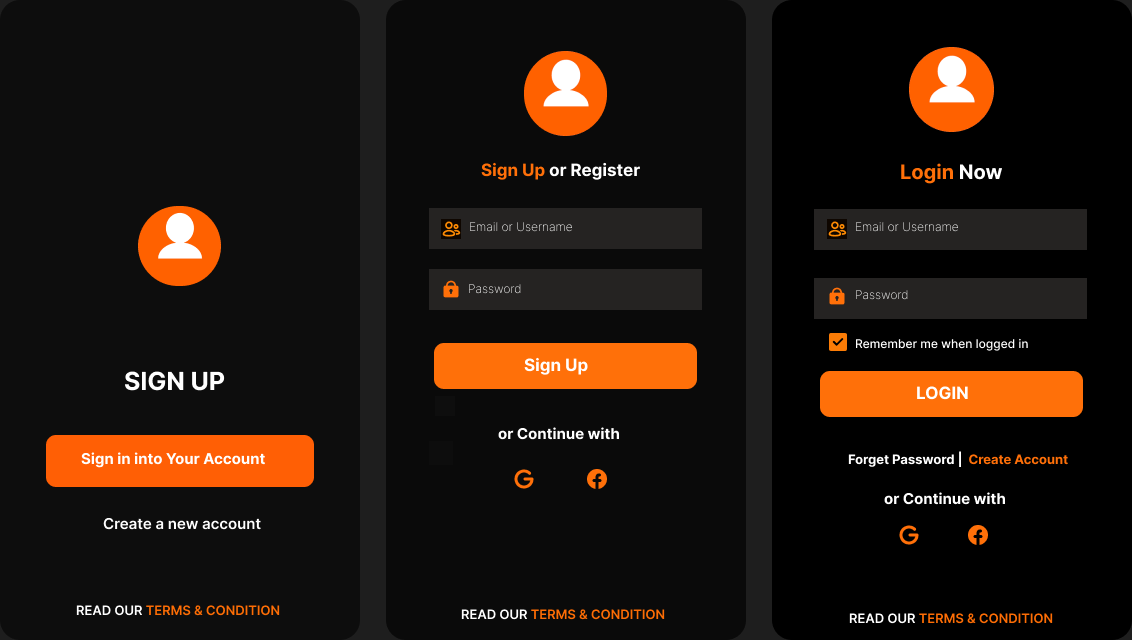 SIGN UP
Sign in into Your Account
Create a new account
READ OUR TERMS & CONDITION
Sign Up or Register
Email or Username
Password
Sign Up
or Continue with
READ OUR TERMS & CONDITION
Login Now
Email or Username
Password
Remember me when logged in
LOGIN
Forget Password | Create Account
or Continue with
READ OUR TERMS & CONDITION